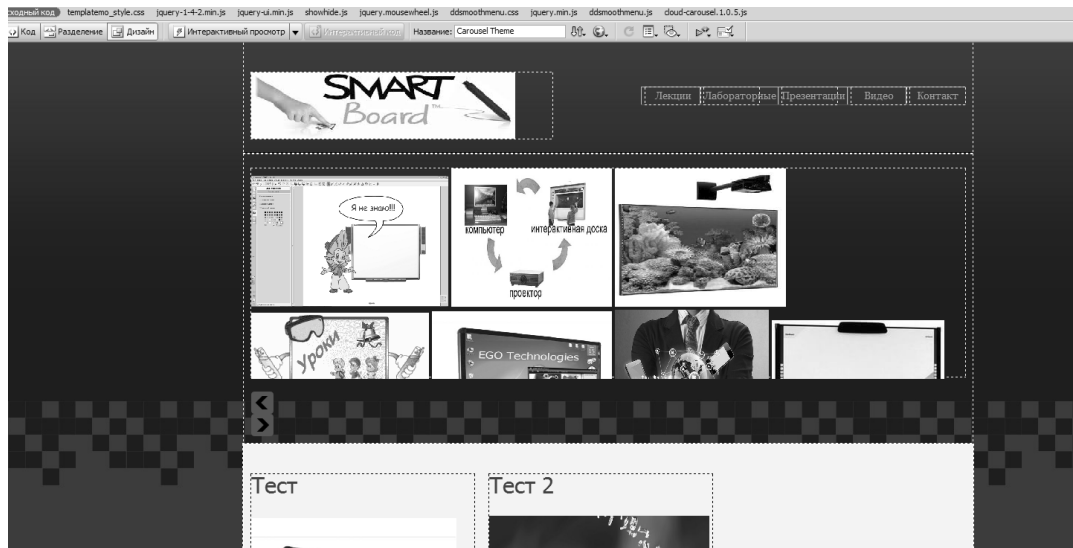 сходный код templatemo_style.css jquery-1-4-2.min.js jquery-ui.min.js showhide.js jquery.mousewheel.js ddsmoothmenu.css jquery.min.js ddsmoothmenu.js cloud-carousel.1.0.5.js
Код Разделение Дизайн Интерактивный просмотр Интерактивный код Название: Carousel Theme
SMART
Board™
Лекции Лабораторные Презентации Видео Контакт
Я не знаю!!!
компьютер интерактивная доска
проектор
Уроки
EGO Technologies
Тест Тест 2